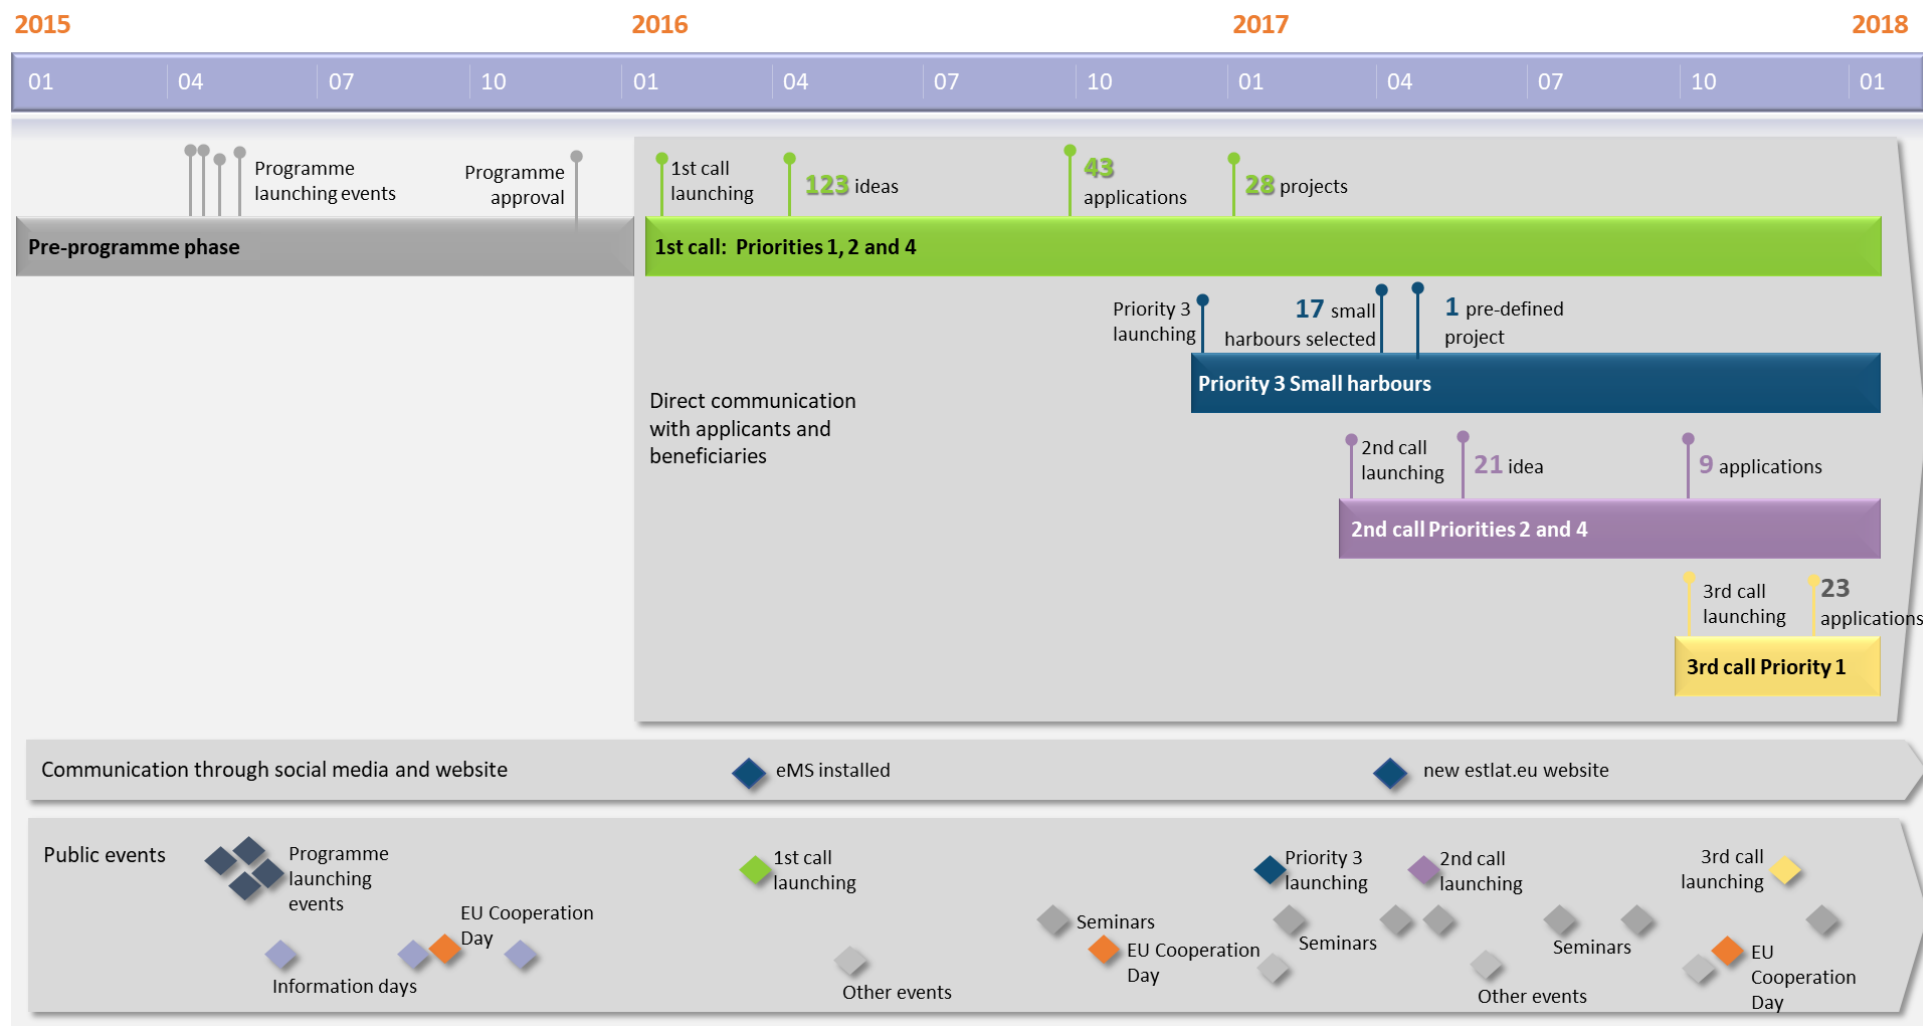 2015 2016 2017 2018
01 04 07 10 01 04 07 10 01 04 07 10 01
Programme
launching events
Programme
approval
1st call
launching
123 ideas
43
applications
28 projects
Pre-programme phase
1st call:  Priorities 1, 2 and 4
Priority 3
launching
17 small
harbours selected
1 pre-defined
project
Priority 3 Small harbours
Direct communication
with applicants and
beneficiaries
2nd call
launching
21 idea
9 applications
2nd call Priorities 2 and 4
3rd call
launching
23
applications
3rd call Priority 1
Communication through social media and website
eMS installed
new estlat.eu website
Public events
Programme
launching
events
1st call
launching
Priority 3
launching
2nd call
launching
3rd call
launching
EU Cooperation
Day
Seminars
EU Cooperation
Day
Seminars
Seminars
EU
Cooperation
Day
Information days
Other events
Other events